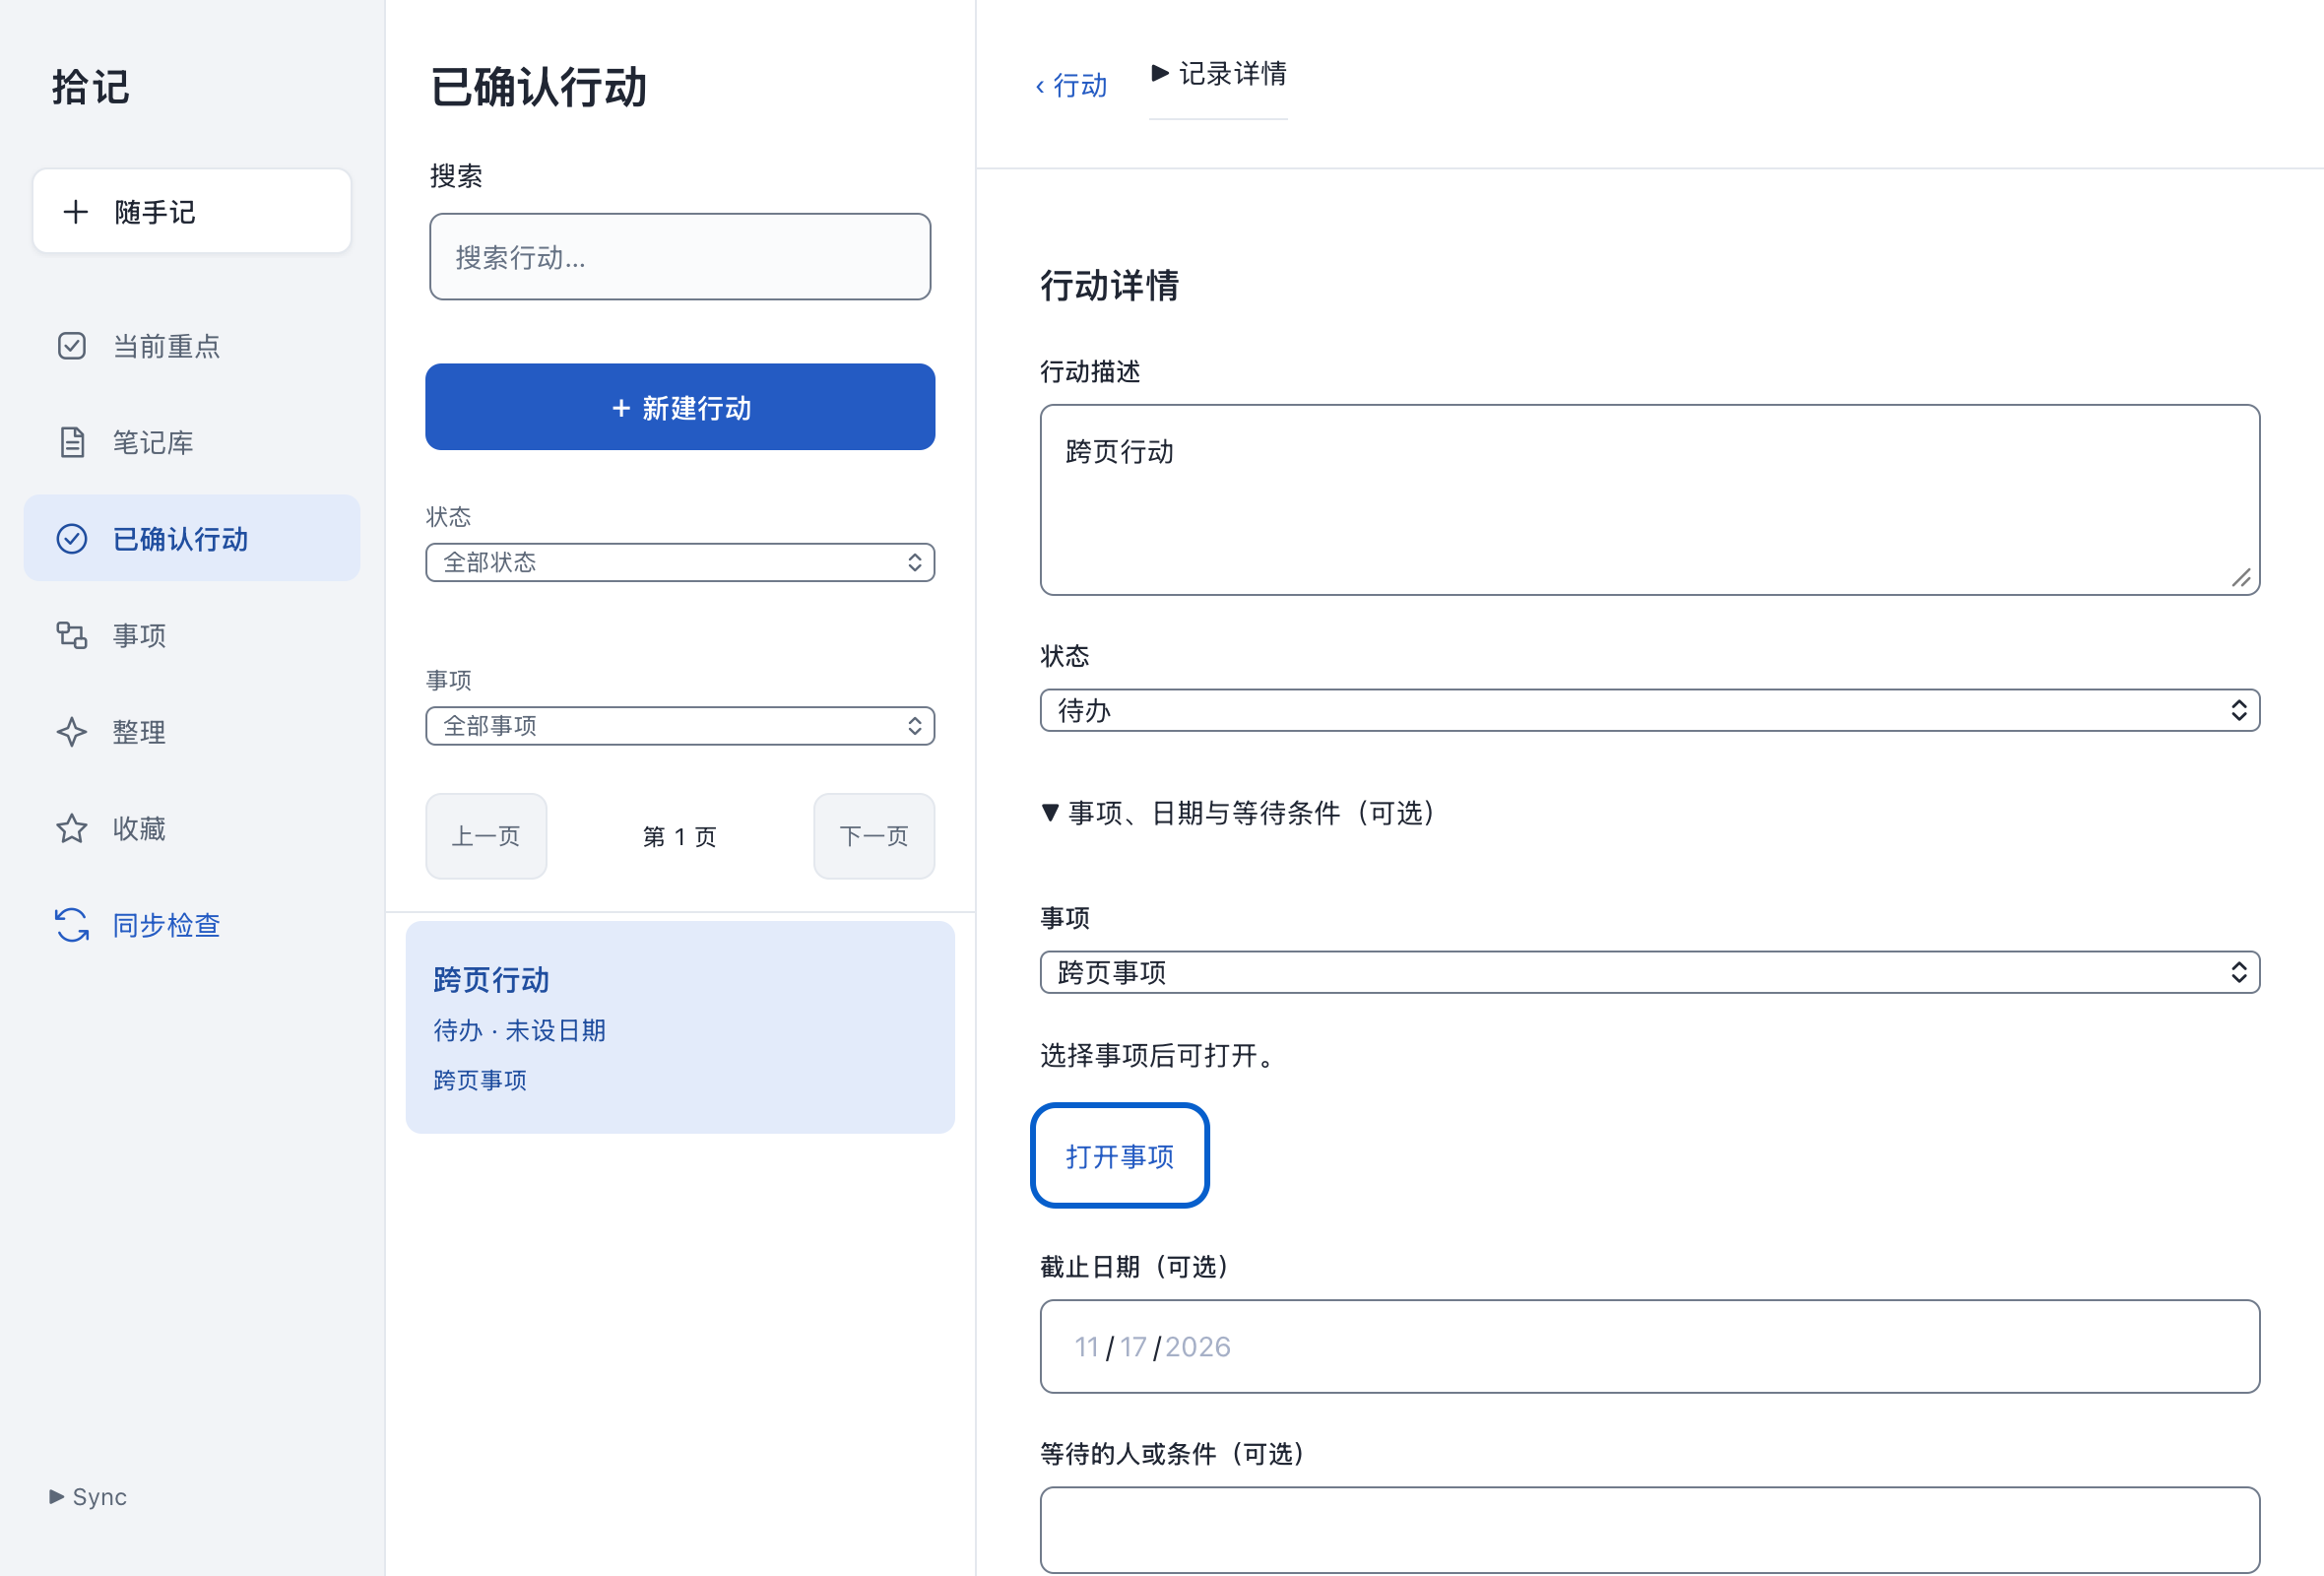 拾记
随手记
当前重点
笔记库
已确认行动
事项
整理
收藏
同步检查
Sync
已确认行动
搜索
搜索行动...
+ 新建行动
状态
全部状态
事项
全部事项
上一页
第 1 页
下一页
跨页行动
待办 · 未设日期
跨页事项
‹ 行动
记录详情
行动详情
行动描述
跨页行动
状态
待办
事项、日期与等待条件（可选）
事项
跨页事项
选择事项后可打开。
打开事项
截止日期（可选）
11/17/2026
等待的人或条件（可选）